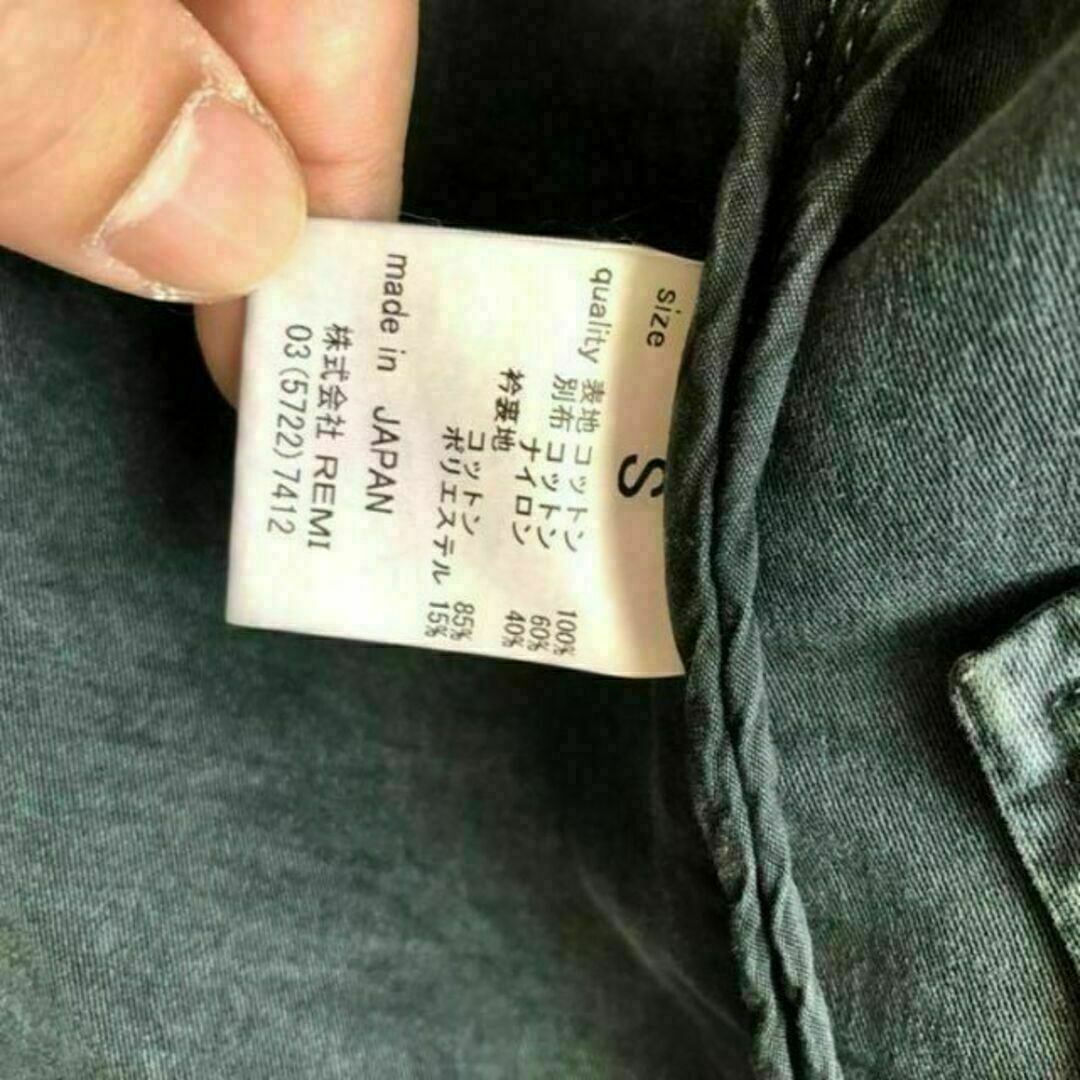 size S
quality 表地 コットン 100%
別布 コットン 60%
ナイロン 40%
衿裏地
コットン 85%
ポリエステル 15%
made in JAPAN
株式会社 REMI
03(5722)7412